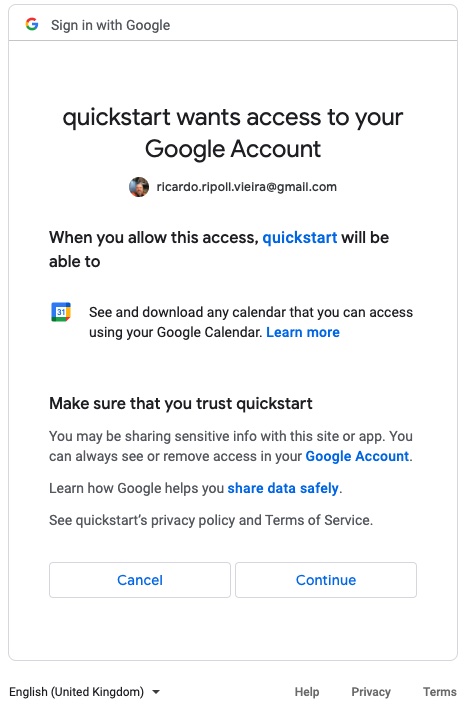 Sign in with Google
quickstart wants access to your
Google Account
ricardo.ripoll.vieira@gmail.com
When you allow this access, quickstart will be
able to
31
See and download any calendar that you can access
using your Google Calendar. Learn more
Make sure that you trust quickstart
You may be sharing sensitive info with this site or app. You
can always see or remove access in your Google Account.
Learn how Google helps you share data safely.
See quickstart's privacy policy and Terms of Service.
Cancel
Continue
English (United Kingdom)
Help
Privacy
Terms